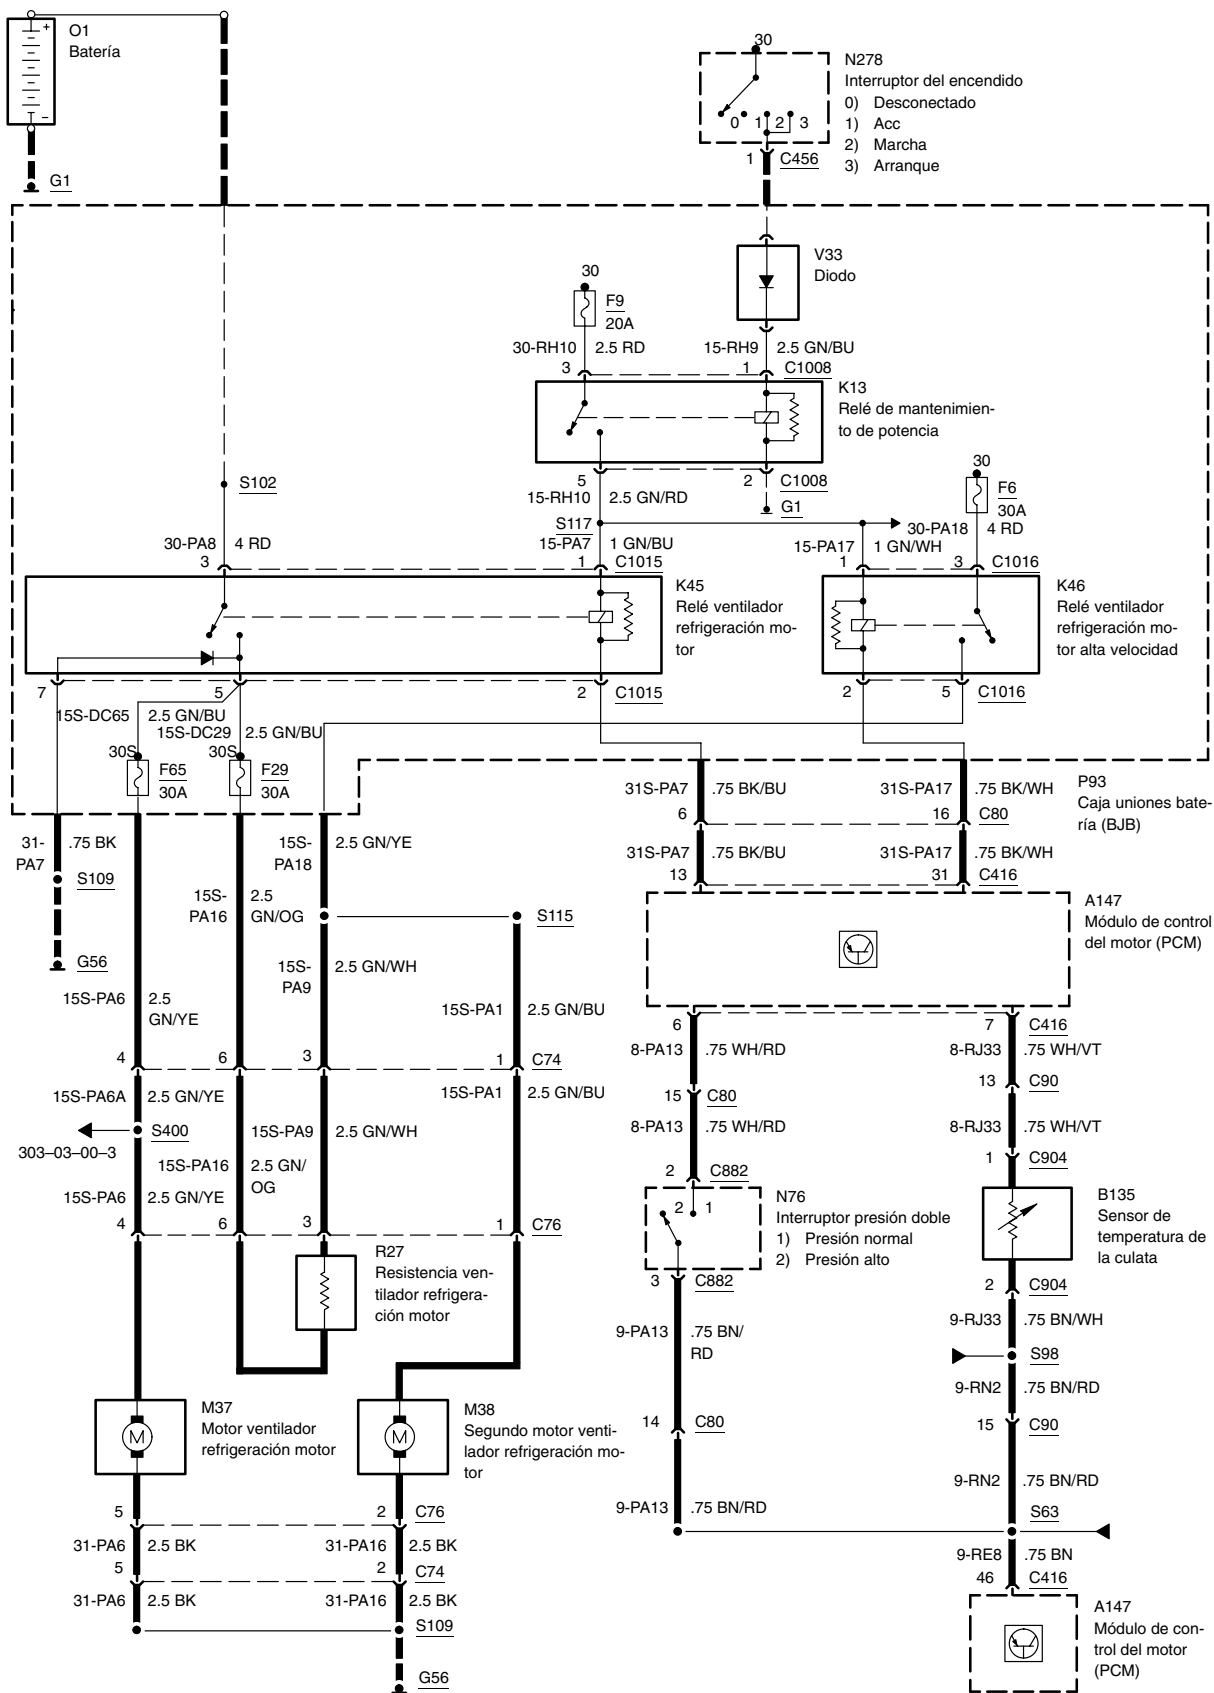 O1
Batería
+
-
G1
30
N278
Interruptor del encendido
0) Desconectado
1) Acc
2) Marcha
3) Arranque
0 1 2 3
1 C456
V33
Diodo
30
F9
20A
30-RH10 2.5 RD
15-RH9 2.5 GN/BU
3 1 C1008
K13
Relé de mantenimien-
to de potencia
5 2 C1008
15-RH10 2.5 GN/RD
G1
30
F6
30A
S102
S117
30-PA18 4 RD
30-PA8 4 RD
15-PA7 1 GN/BU
15-PA17 1 GN/WH
3 1 C1015
1 3 C1016
K45
Relé ventilador
refrigeración mo-
tor
K46
Relé ventilador
refrigeración mo-
tor alta velocidad
7 5 2 C1015
2 5 C1016
15S-DC65 2.5 GN/BU
15S-DC29 2.5 GN/BU
30S
F65
30A
30S
F29
30A
31S-PA7 .75 BK/BU
31S-PA17 .75 BK/WH
P93
Caja uniones bate-
ría (BJB)
6 16 C80
31-
PA7
.75 BK
S109
G56
15S-
PA18
2.5 GN/YE
31S-PA7 .75 BK/BU
31S-PA17 .75 BK/WH
13 31 C416
15S-
PA16
2.5
GN/OG
S115
A147
Módulo de control
del motor (PCM)
15S-
PA9
2.5 GN/WH
15S-PA6 2.5
GN/YE
15S-PA1 2.5 GN/BU
6 7 C416
8-PA13 .75 WH/RD
8-RJ33 .75 WH/VT
4 6 3 1 C74
15 C80
13 C90
15S-PA6A 2.5 GN/YE
15S-PA1 2.5 GN/BU
S400
303–03–00–3
15S-PA9 2.5 GN/WH
8-PA13 .75 WH/RD
8-RJ33 .75 WH/VT
15S-PA16 2.5 GN/
OG
2 C882
1 C904
15S-PA6 2.5 GN/YE
4 6 3 1 C76
2 1
N76
Interruptor presión doble
1) Presión normal
2) Presión alto
B135
Sensor de
temperatura de
la culata
R27
Resistencia ven-
tilador refrigera-
ción motor
3 C882
2 C904
9-PA13 .75 BN/
RD
9-RJ33 .75 BN/WH
S98
9-RN2 .75 BN/RD
M37
Motor ventilador
refrigeración motor
M
M38
Segundo motor venti-
lador refrigeración mo-
tor
M
14 C80
15 C90
9-PA13 .75 BN/RD
9-RN2 .75 BN/RD
5 2 C76
S63
31-PA6 2.5 BK
31-PA16 2.5 BK
9-RE8 .75 BN
5 2 C74
46 C416
31-PA6 2.5 BK
31-PA16 2.5 BK
S109
G56
A147
Módulo de con-
trol del motor
(PCM)